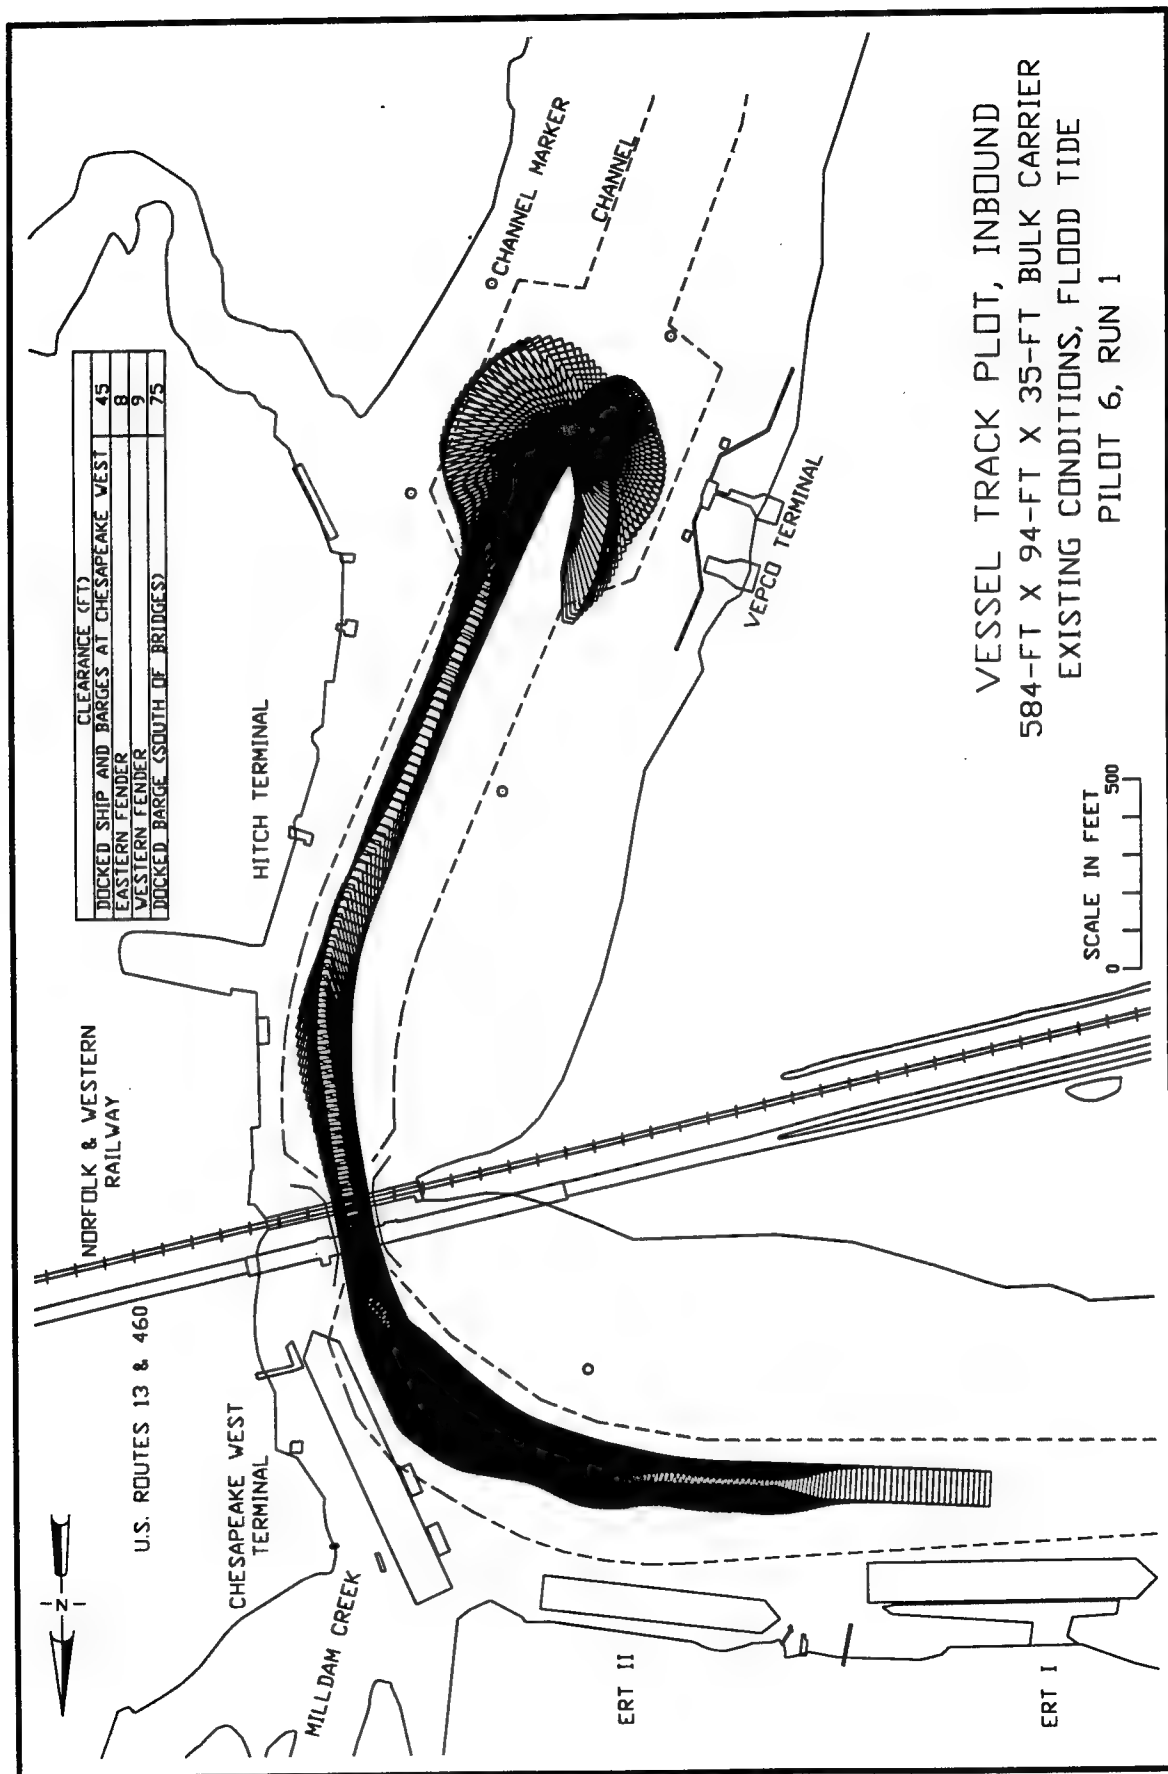 CLEARANCE (FT)
DOCKED SHIP AND BARGES AT CHESAPEAKE WEST 45
EASTERN FENDER 8
WESTERN FENDER 9
DOCKED BARGE (SOUTH OF BRIDGES) 75
NORFOLK & WESTERN
RAILWAY
U.S. ROUTES 13 & 460
CHESAPEAKE WEST
TERMINAL
MILLDAM CREEK
N
HITCH TERMINAL
CHANNEL MARKER
CHANNEL
VEPCO TERMINAL
ERT II
ERT I
SCALE IN FEET
0 500
VESSEL TRACK PLOT, INBOUND
584-FT X 94-FT X 35-FT BULK CARRIER
EXISTING CONDITIONS, FLOOD TIDE
PILOT 6, RUN 1